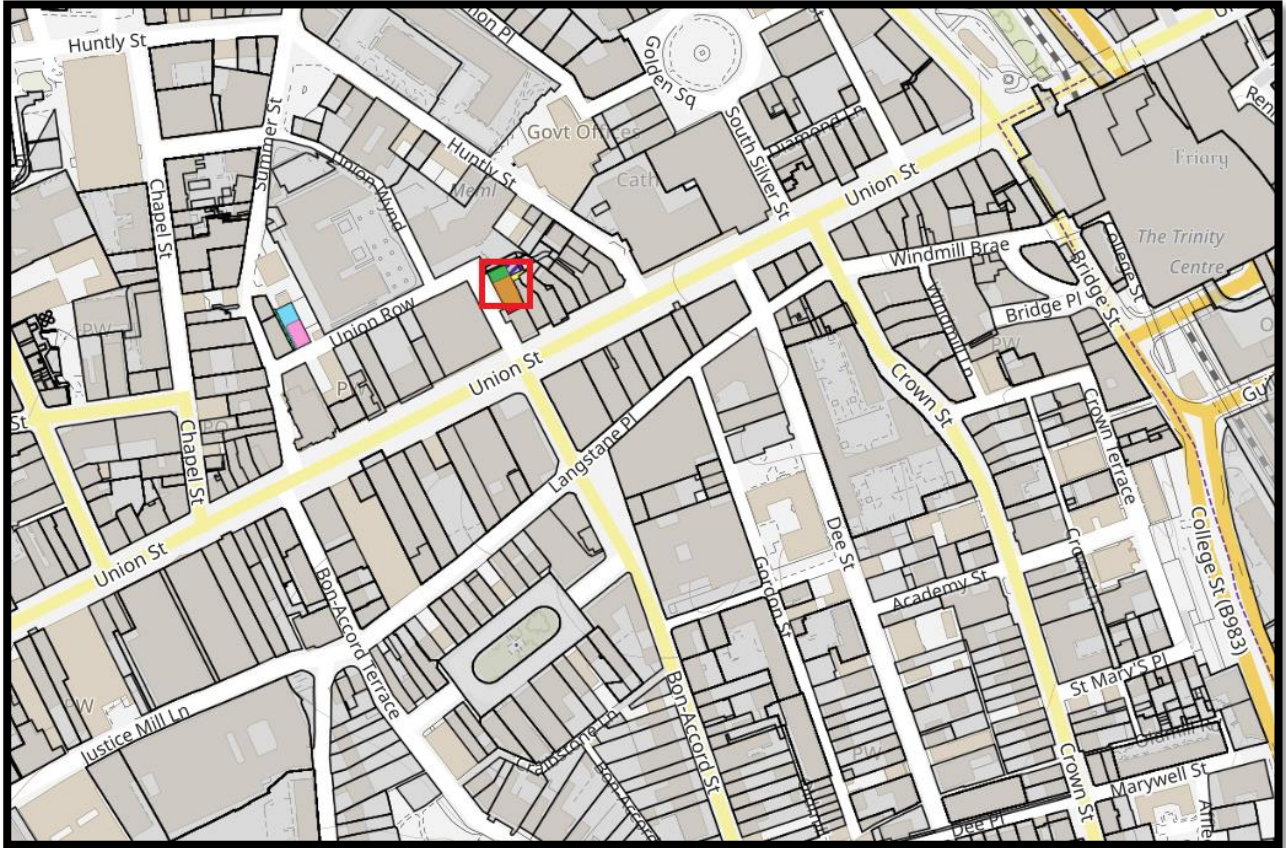 Huntly St
Union Pl
Golden Sq
Govt Offices
South Silver St
Diamond Ln
Summer St
Union Wynd
Huntly St
Meml
Cath
Union St
Friary
Chapel St
Windmill Brae
College St
The Trinity
Centre
Union Row
Bridge St
Bridge Pl
Windmill Ln
PW
PW
Union St
Crown St
St
Chapel St
PO
Langstane Pl
Crown Terrace
Union St
Bon-Accord Terrace
Dee St
Gordon St
Academy St
College St (B983)
St Mary'S Pl
PW
Justice Mill Ln
Bon-Accord St
Crown St
PW
Marywell St
Dee Pl